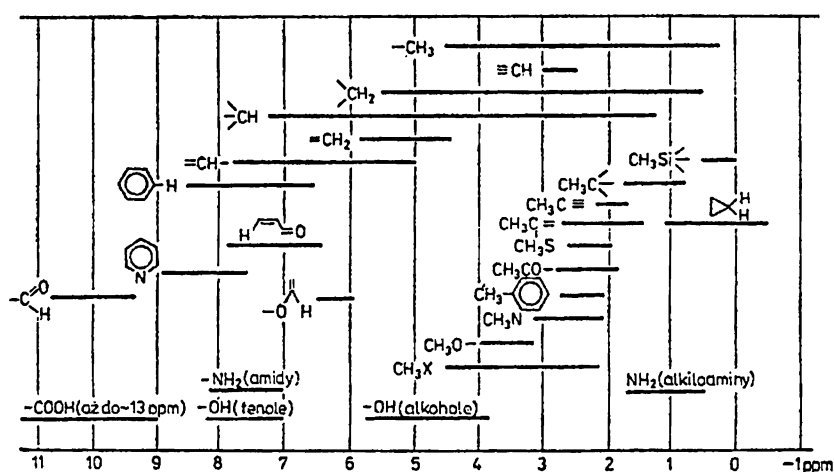 -CH₃
≡CH
CH₂
CH
=CH₂
=CH-
CH₃Si
H
CH₃C
CH₃C≡
H
H
CH₃C=
H
O
CH₃S
CH₃CO-
N
-C
O
H
CH₃-
-O
H
CH₃N
CH₃O-
CH₃X
-NH₂(amidy)
NH₂(alkiloaminy)
-COOH(aż do~13 ppm)
-OH(fenole)
-OH(alkohole)
11 10 9 8 7 6 5 4 3 2 1 0 -1ppm